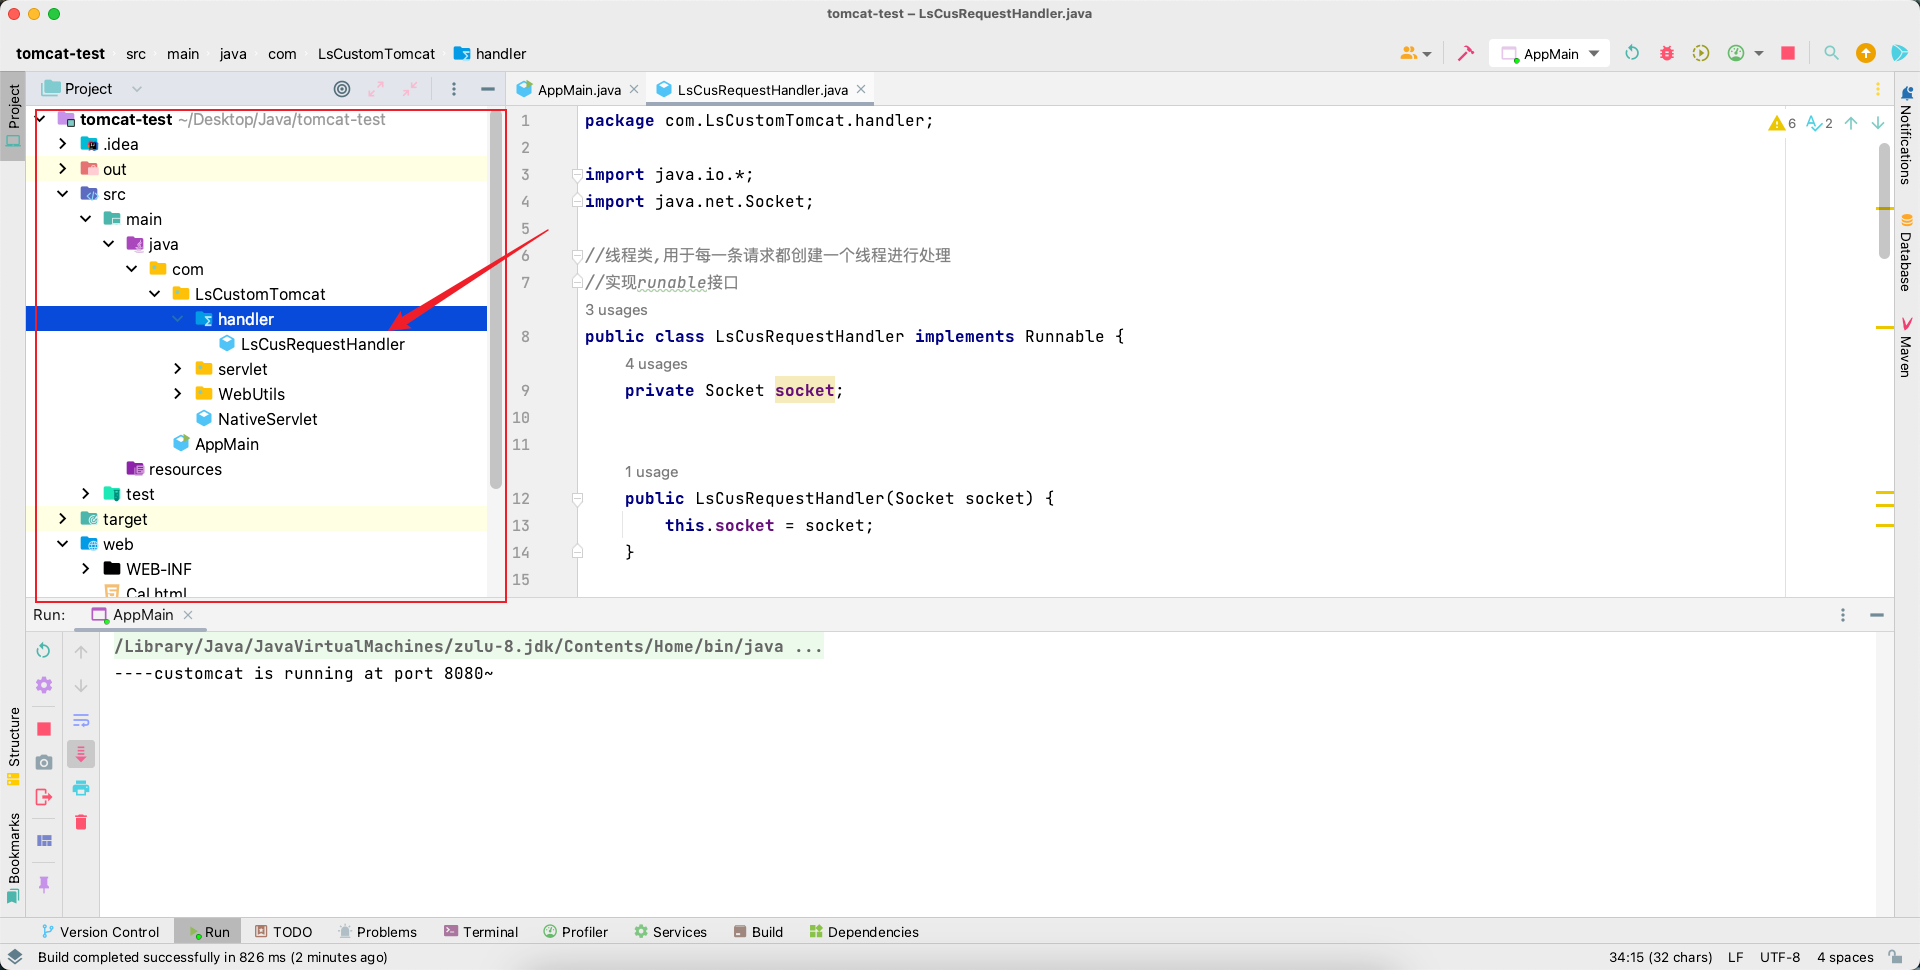 tomcat-test – LsCusRequestHandler.java
tomcat-test src main java com LsCustomTomcat handler
AppMain
Project
Project
tomcat-test ~/Desktop/Java/tomcat-test
.idea
out
src
main
java
com
LsCustomTomcat
handler
LsCusRequestHandler
servlet
WebUtils
NativeServlet
AppMain
resources
test
target
web
WEB-INF
Cal.html
AppMain.java
LsCusRequestHandler.java
6 2
1 package com.LsCustomTomcat.handler;
2
3 import java.io.*;
4 import java.net.Socket;
5
6 //线程类,用于每一条请求都创建一个线程进行处理
7 //实现runable接口
3 usages
8 public class LsCusRequestHandler implements Runnable {
4 usages
9 private Socket socket;
10
11
1 usage
12 public LsCusRequestHandler(Socket socket) {
13 this.socket = socket;
14 }
15
Notifications
Database
Maven
Run: AppMain
/Library/Java/JavaVirtualMachines/zulu-8.jdk/Contents/Home/bin/java ...
----customcat is running at port 8080~
Structure
Bookmarks
Version Control Run TODO Problems Terminal Profiler Services Build Dependencies
Build completed successfully in 826 ms (2 minutes ago)
34:15 (32 chars) LF UTF-8 4 spaces